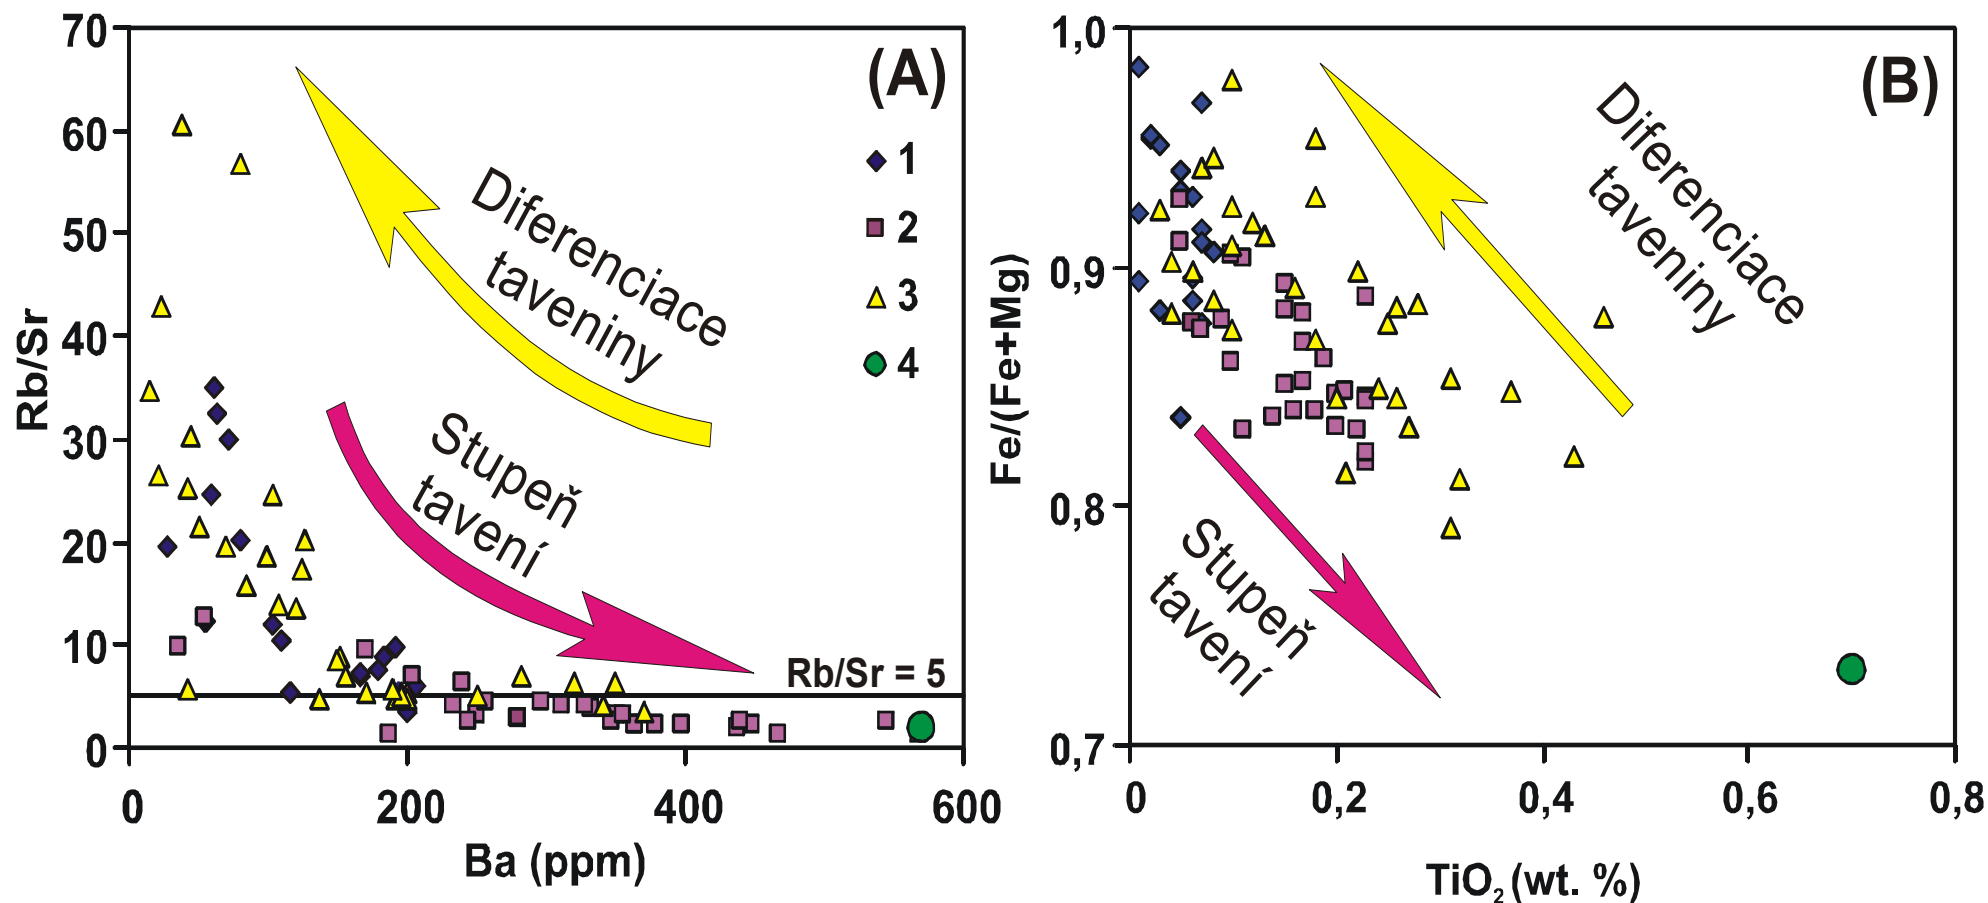 70
60
50
40
30
20
10
0
Rb/Sr
(A)
1
2
3
4
Diferenciace
taveniny
Stupeň
tavení
Rb/Sr = 5
0
200
400
600
Ba (ppm)
1,0
0,9
0,8
0,7
Fe/(Fe+Mg)
(B)
Diferenciace
taveniny
Stupeň
tavení
0
0,2
0,4
0,6
0,8
TiO₂ (wt. %)